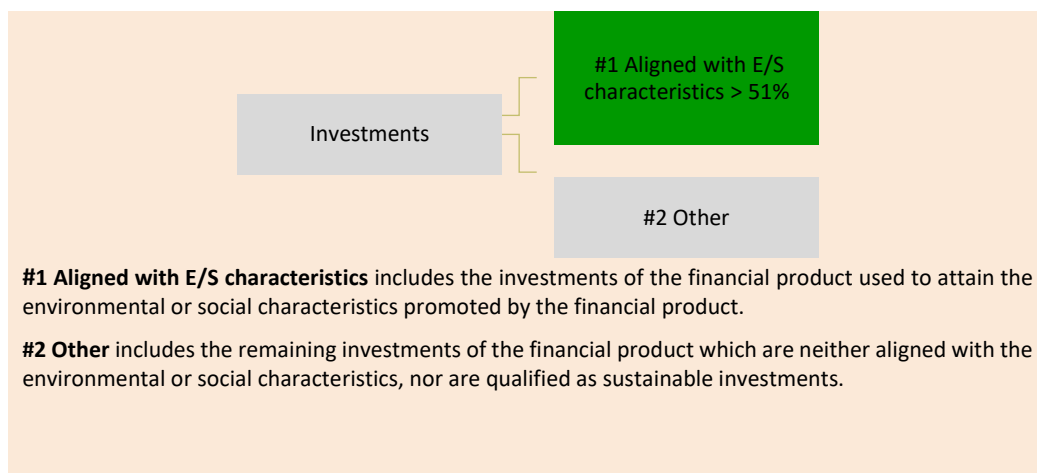 #1 Aligned with E/S
characteristics > 51%
Investments
#2 Other
#1 Aligned with E/S characteristics includes the investments of the financial product used to attain the
environmental or social characteristics promoted by the financial product.
#2 Other includes the remaining investments of the financial product which are neither aligned with the
environmental or social characteristics, nor are qualified as sustainable investments.